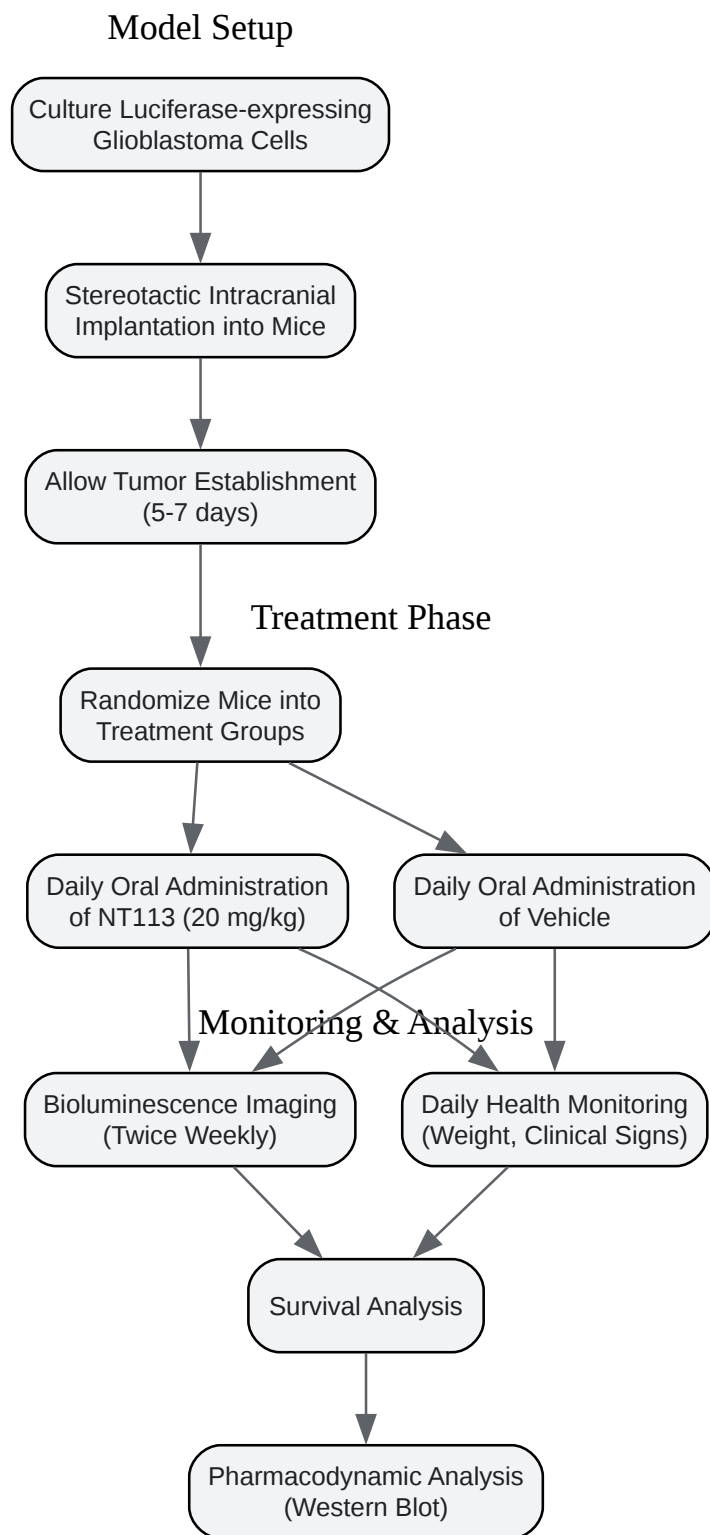 Model Setup
Culture Luciferase-expressing
Glioblastoma Cells
Stereotactic Intracranial
Implantation into Mice
Allow Tumor Establishment
(5-7 days)
Treatment Phase
Randomize Mice into
Treatment Groups
Daily Oral Administration
of NT113 (20 mg/kg)
Daily Oral Administration
of Vehicle
Monitoring & Analysis
Bioluminescence Imaging
(Twice Weekly)
Daily Health Monitoring
(Weight, Clinical Signs)
Survival Analysis
Pharmacodynamic Analysis
(Western Blot)